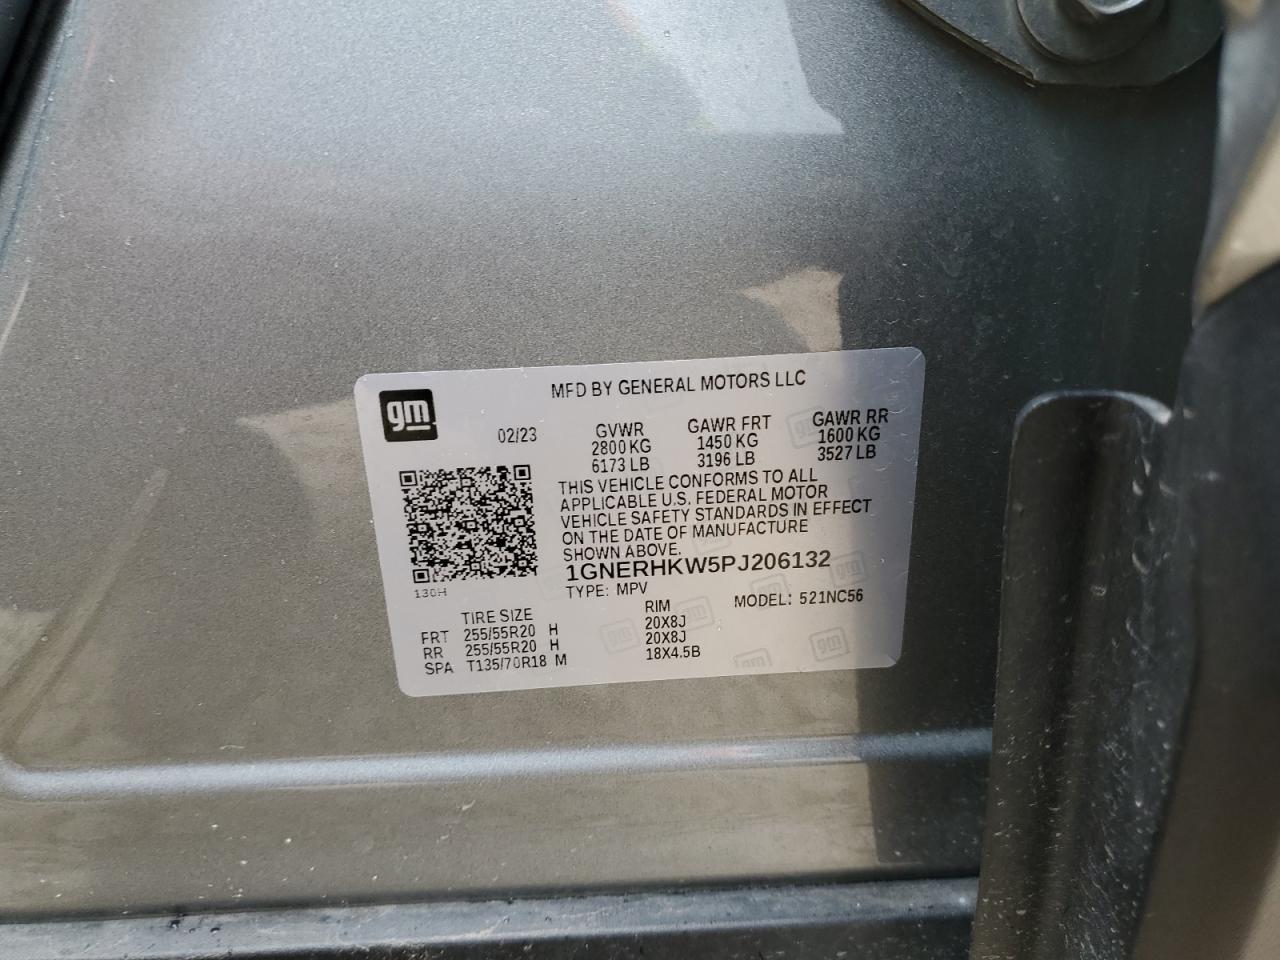 gm
MFD BY GENERAL MOTORS LLC
02/23
GVWR GAWR FRT GAWR RR
2800 KG 1450 KG 1600 KG
6173 LB 3196 LB 3527 LB
THIS VEHICLE CONFORMS TO ALL
APPLICABLE U.S. FEDERAL MOTOR
VEHICLE SAFETY STANDARDS IN EFFECT
ON THE DATE OF MANUFACTURE
SHOWN ABOVE.
1GNERHKW5PJ206132
130H
TYPE: MPV MODEL: 521NC56
TIRE SIZE RIM
FRT 255/55R20 H 20X8J
RR 255/55R20 H 20X8J
SPA T135/70R18 M 18X4.5B